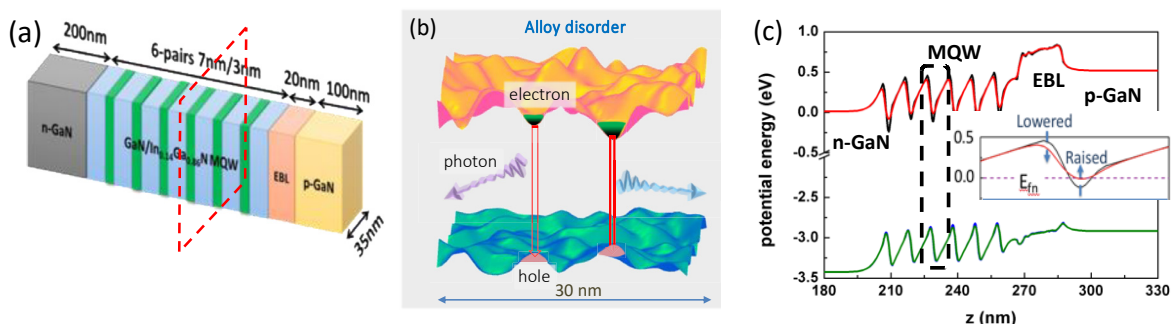 (a)
200nm
6-pairs 7nm/3nm
20nm
100nm
n-GaN
GaN/In0.14Ga0.86N MQW
EBL
p-GaN
35nm
(b)
Alloy disorder
electron
photon
hole
30 nm
(c)
potential energy (eV)
1.0
0.5
0.0
-0.5
-3.0
-3.5
MQW
EBL
p-GaN
n-GaN
Lowered
Raised
0.5
0.0
Efn
180
210
240
270
300
330
z (nm)